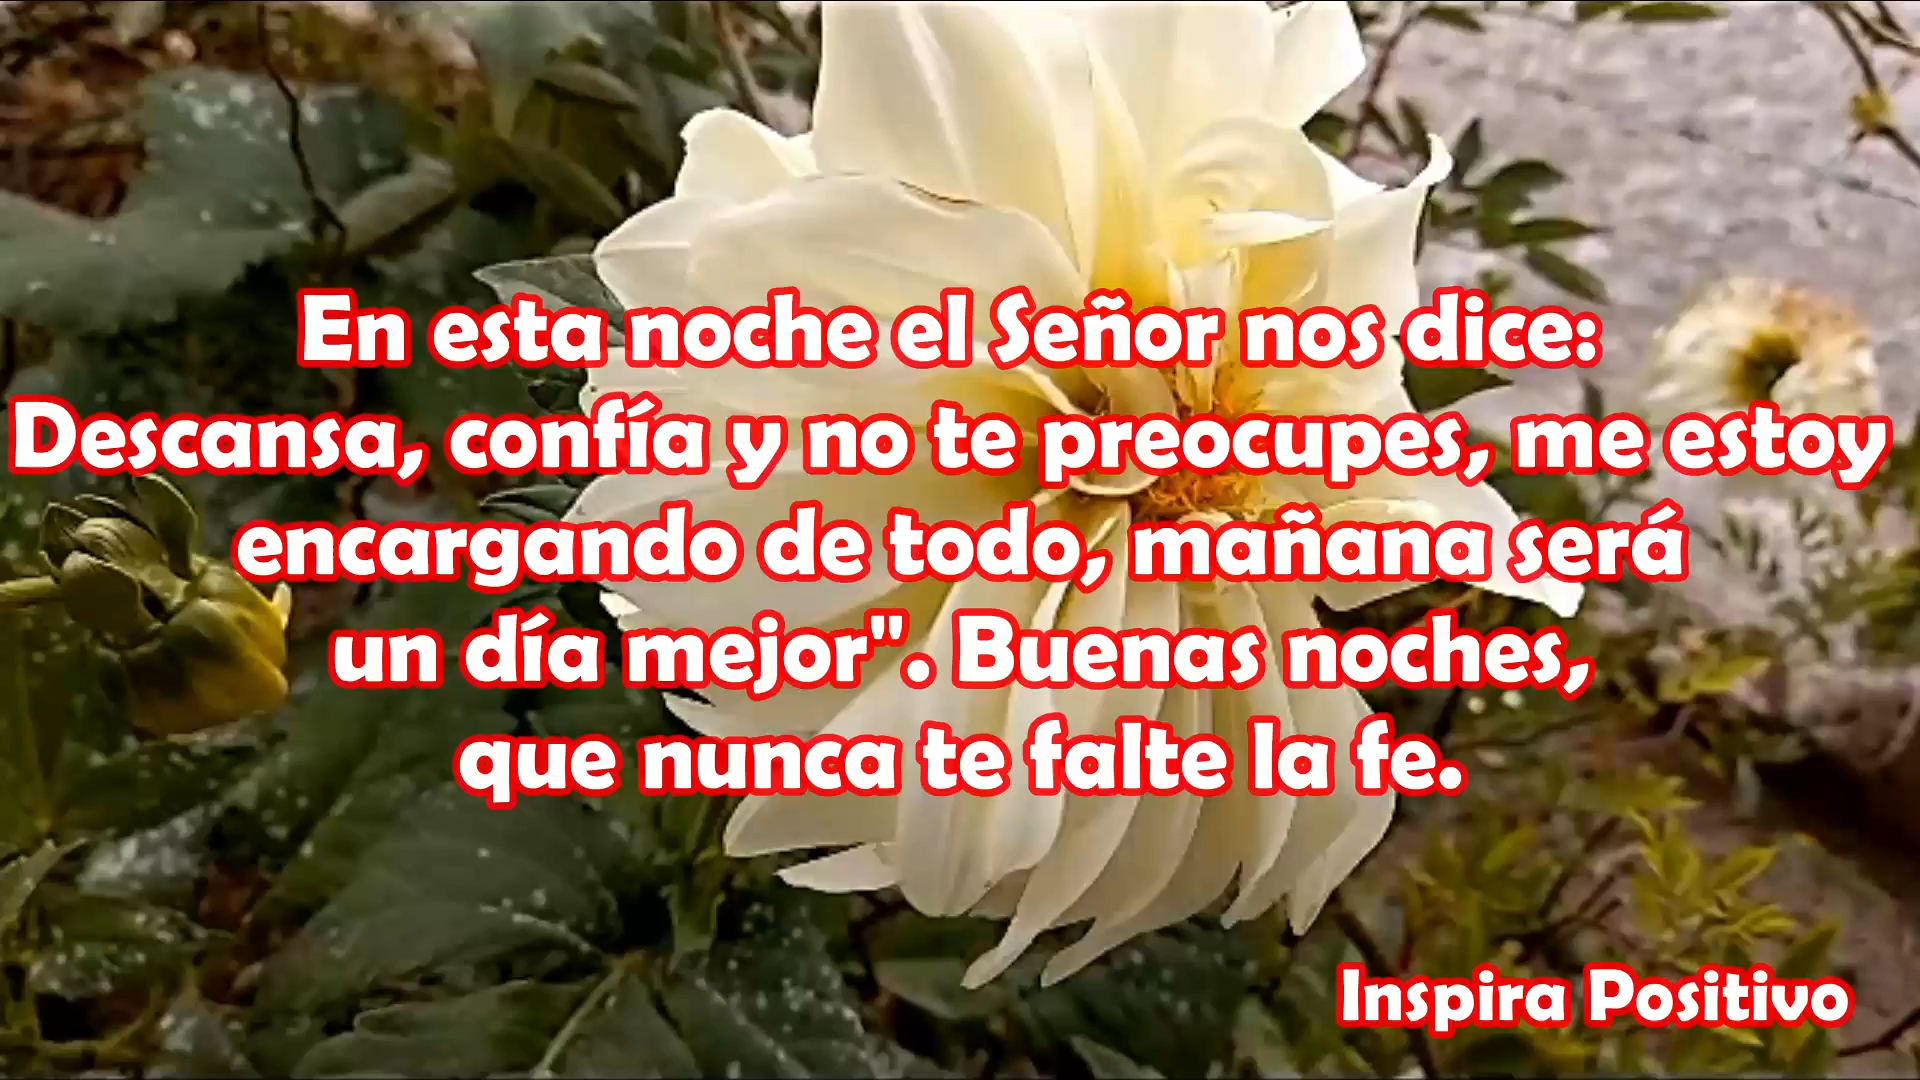 En esta noche el Señor nos dice:
Descansa, confía y no te preocupes, me estoy
encargando de todo, mañana será
un día mejor". Buenas noches,
que nunca te falte la fe.
Inspira Positivo